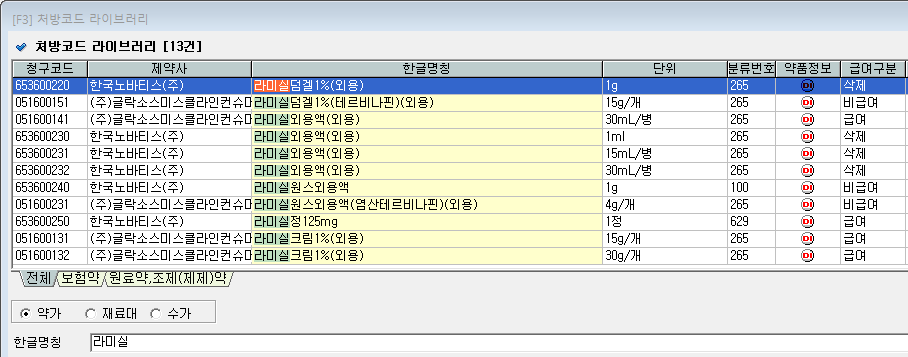 [F3] 처방코드 라이브러리
처방코드 라이브러리 [13건]
청구코드 제약사 한글명칭 단위 분류번호 약품정보 급여구분
653600220 한국노바티스(주) 라미실덤겔1%(외용) 1g 265 DI 삭제
051600151 (주)글락소스미스클라인컨슈머 라미실덤겔1%(테르비나핀)(외용) 15g/개 265 DI 비급여
051600141 (주)글락소스미스클라인컨슈머 라미실외용액(외용) 30mL/병 265 DI 급여
653600230 한국노바티스(주) 라미실외용액(외용) 1ml 265 DI 삭제
653600231 한국노바티스(주) 라미실외용액(외용) 15mL/병 265 DI 삭제
653600232 한국노바티스(주) 라미실외용액(외용) 30mL/병 265 DI 삭제
653600240 한국노바티스(주) 라미실원스외용액 1g 100 DI 비급여
051600231 (주)글락소스미스클라인컨슈머 라미실원스외용액(염산테르비나핀)(외용) 4g/개 265 DI 비급여
653600250 한국노바티스(주) 라미실정125mg 1정 629 DI 급여
051600131 (주)글락소스미스클라인컨슈머 라미실크림1%(외용) 15g/개 265 DI 급여
051600132 (주)글락소스미스클라인컨슈머 라미실크림1%(외용) 30g/개 265 DI 급여
전체 보험약 원료약,조제(제제)약
약가 재료대 수가
한글명칭 라미실